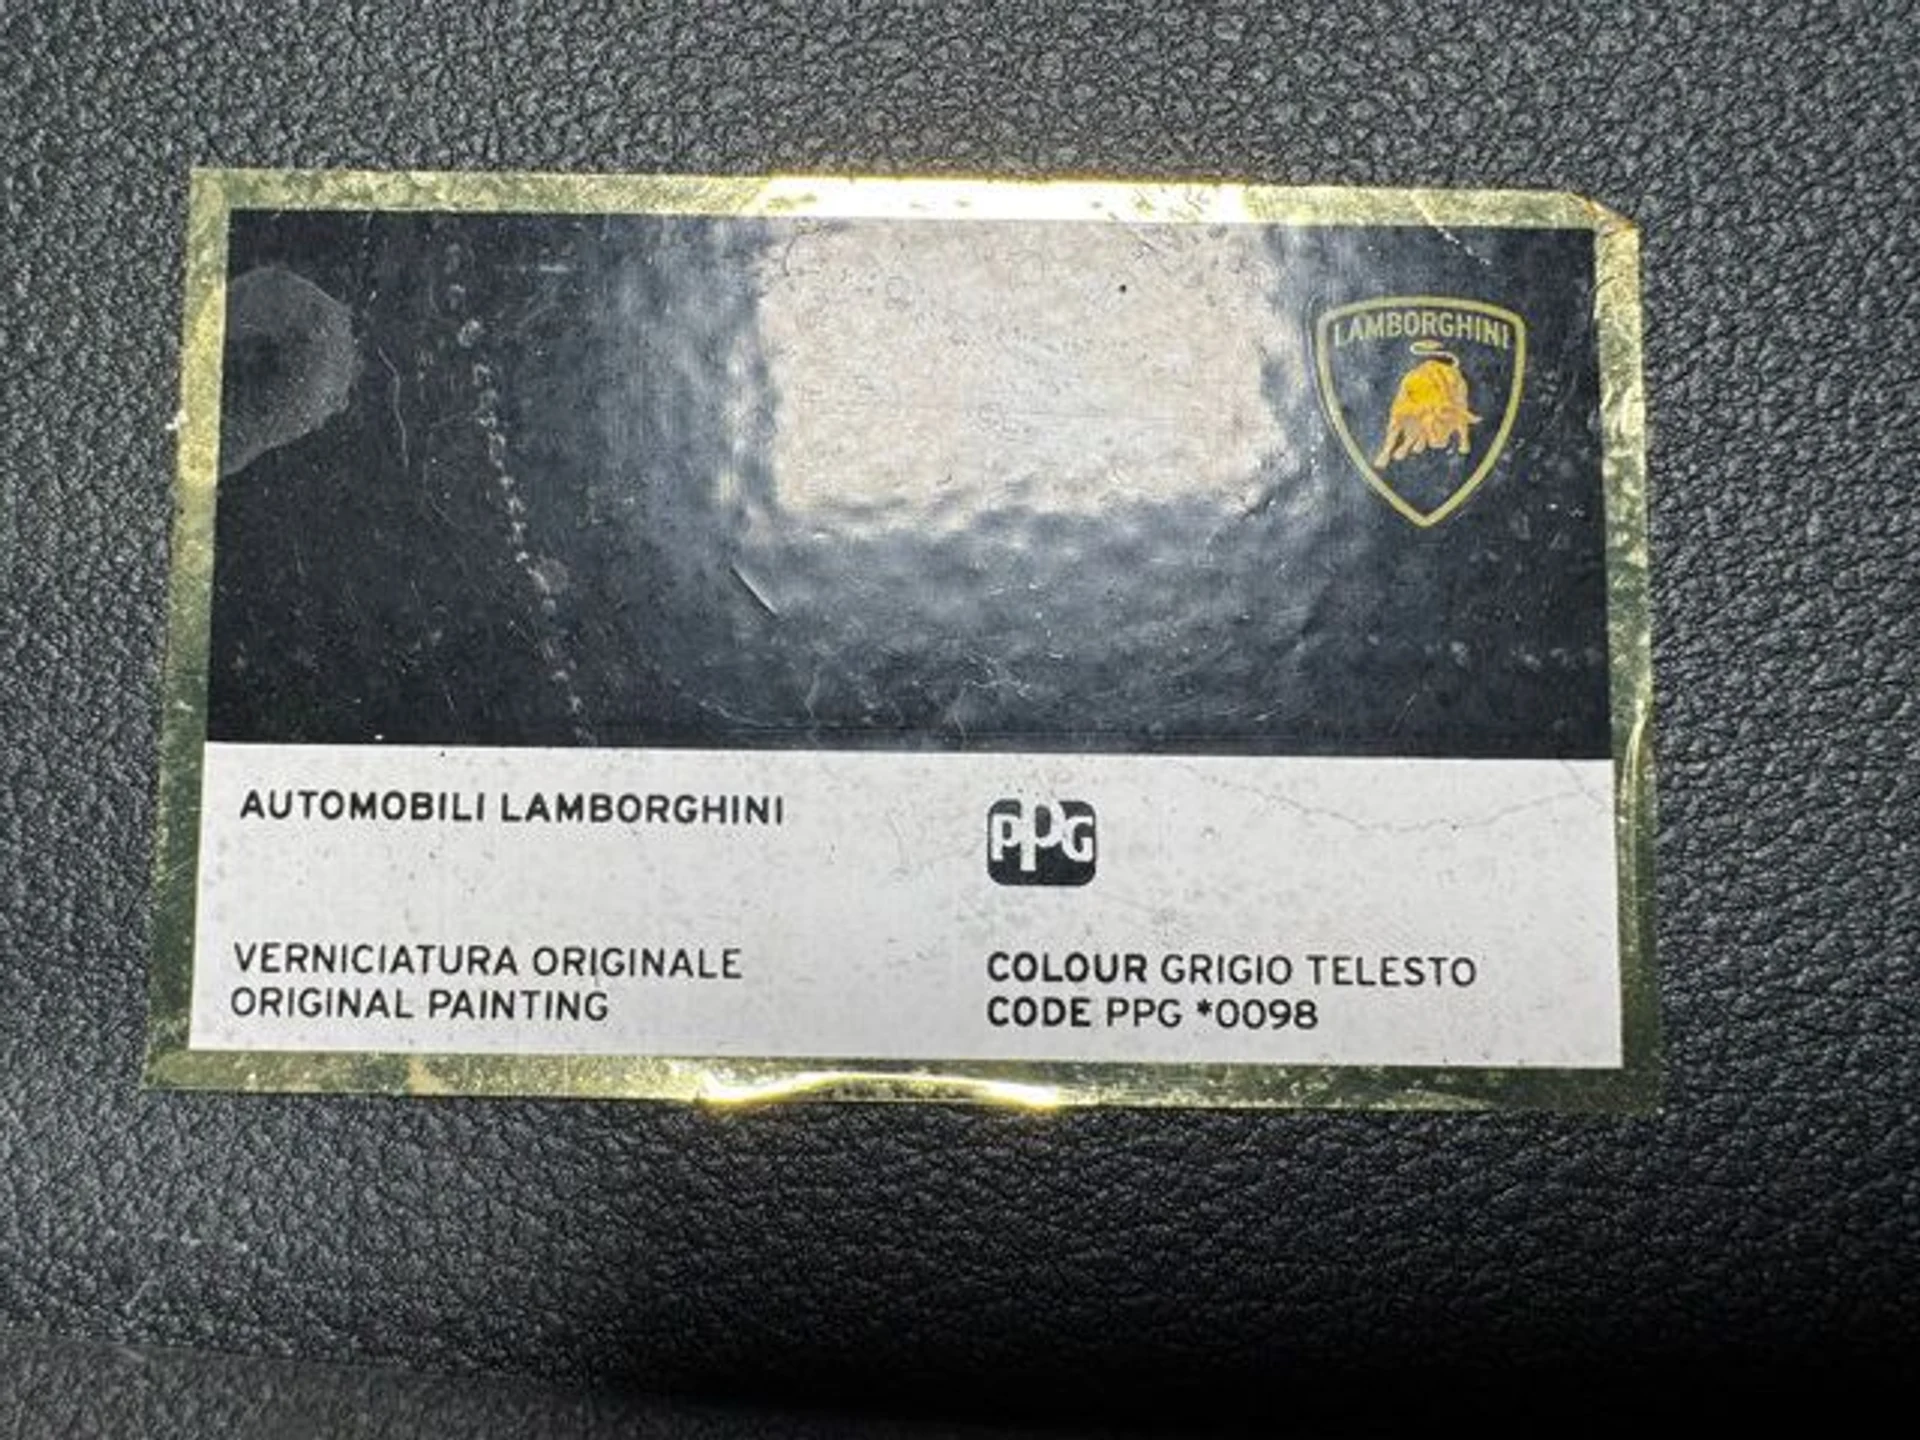 LAMBORGHINI
AUTOMOBILI LAMBORGHINI
PPG
VERNICIATURA ORIGINALE
ORIGINAL PAINTING
COLOUR GRIGIO TELESTO
CODE PPG *0098